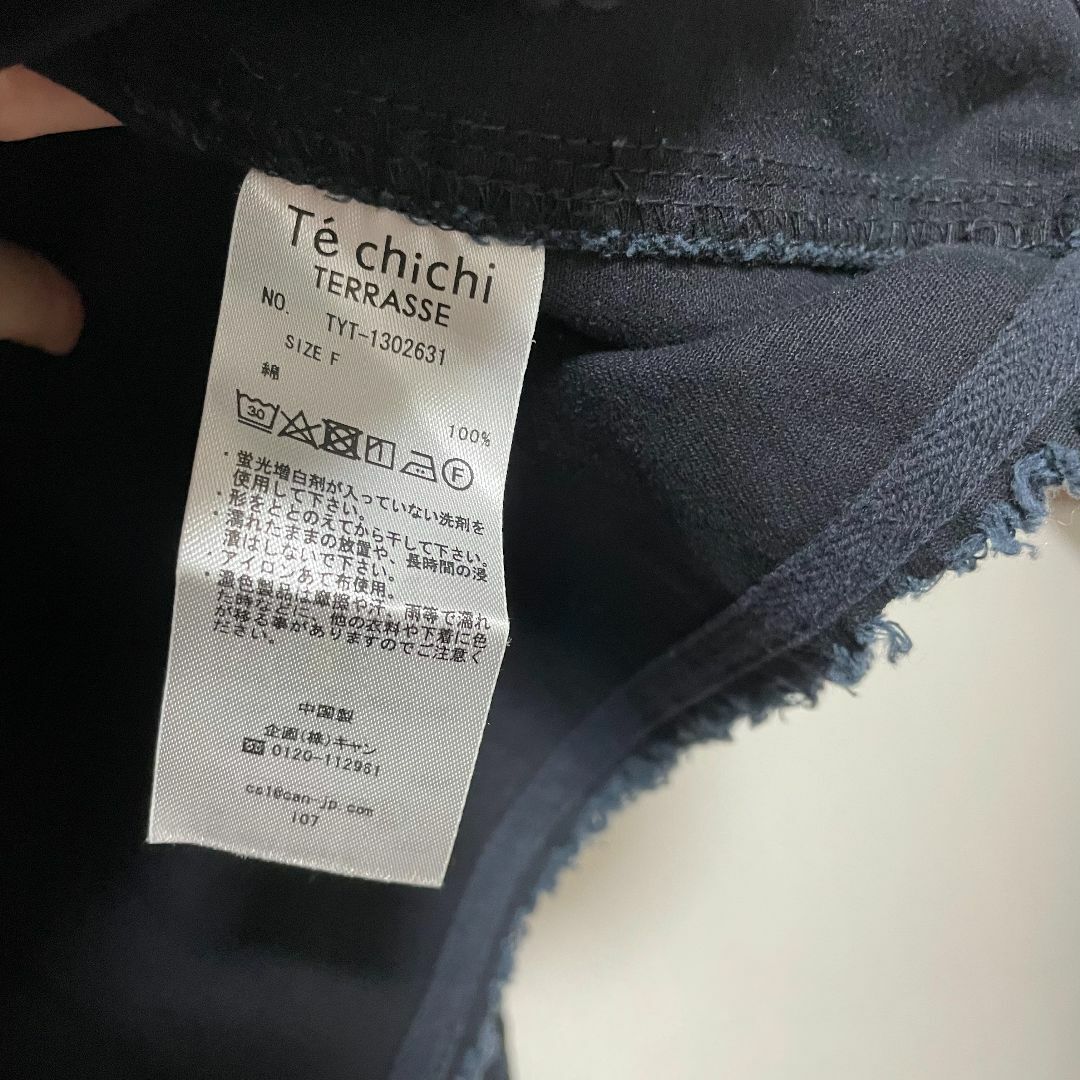 Té chichi
TERRASSE
NO. TYT-1302631
SIZE F
綿 100%
30 F
・蛍光増白剤が入っていない洗剤を
使用して下さい。
・形をととのえてから干して下さい。
・濡れたままの放置や、長時間の浸
漬はしないで下さい。
・アイロンあて布使用。
・濃色製品は摩擦や汗、雨等で濡れ
た時などに、他の衣料や下着に色
が移る事がありますのでご注意く
ださい。
中国製
企画(株)キャン
0120-112961
cs1@can-jp.com
107